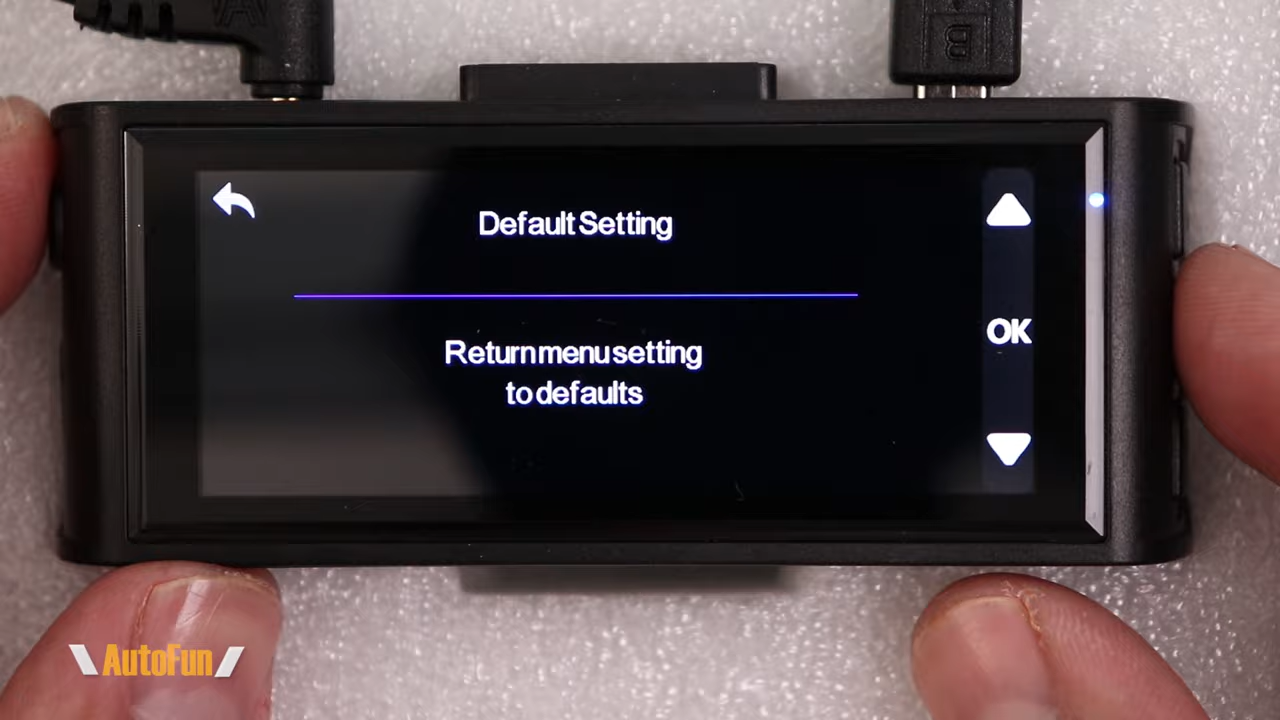 A
B
Default Setting
Return menu setting
OK
to defaults
AutoFun